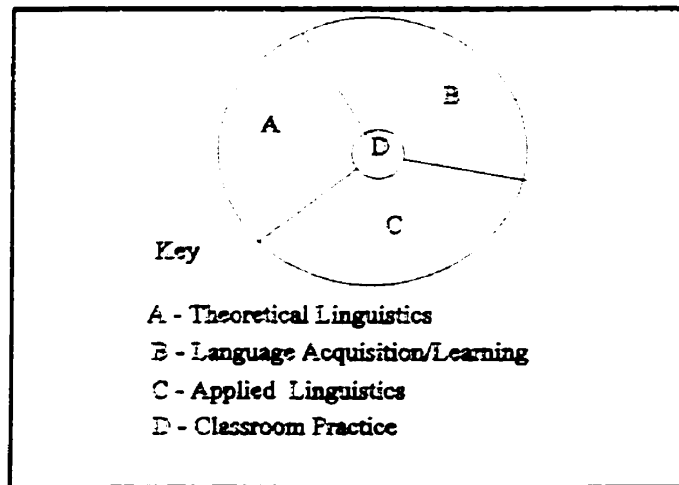 A
B
D
C
Key
A - Theoretical Linguistics
B - Language Acquisition/Learning
C - Applied Linguistics
D - Classroom Practice